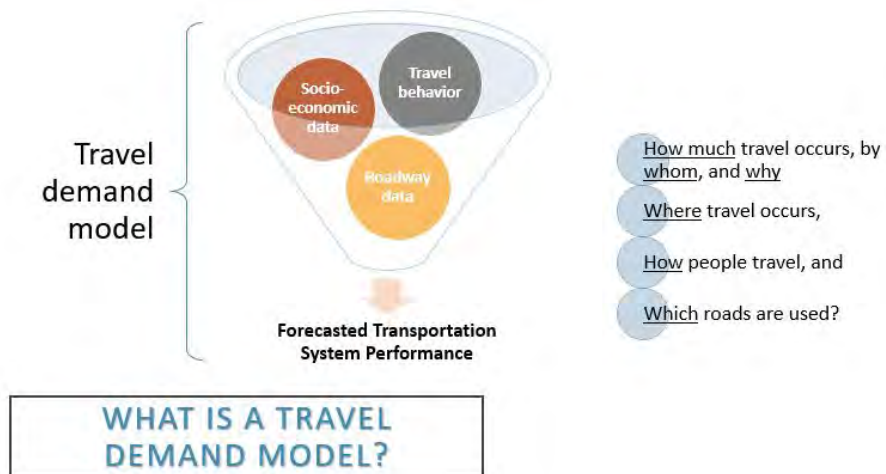 Travel
demand
model
Socio-
economic
data
Travel
behavior
Roadway
data
Forecasted Transportation
System Performance
How much travel occurs, by
whom, and why
Where travel occurs,
How people travel, and
Which roads are used?
WHAT IS A TRAVEL
DEMAND MODEL?